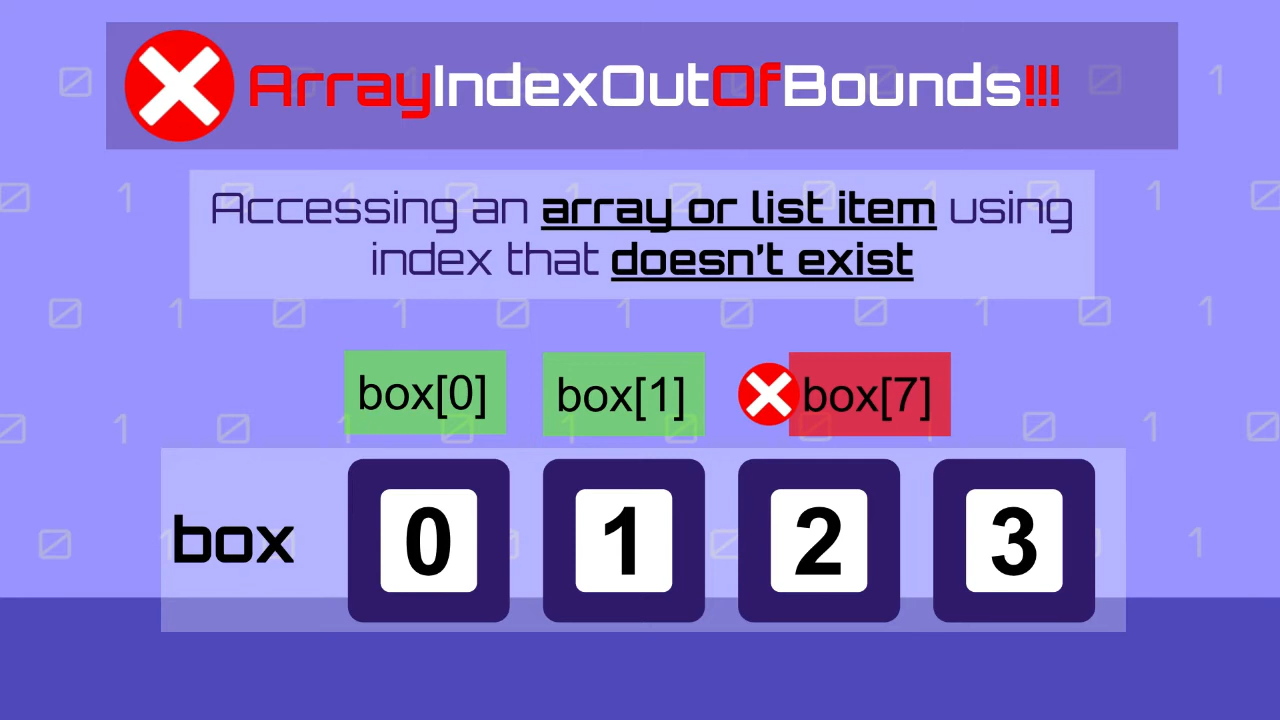 ArrayIndexOutOfBounds!!!
Accessing an array or list item using
index that doesn't exist
box[0] box[1] box[7]
box 0 1 2 3